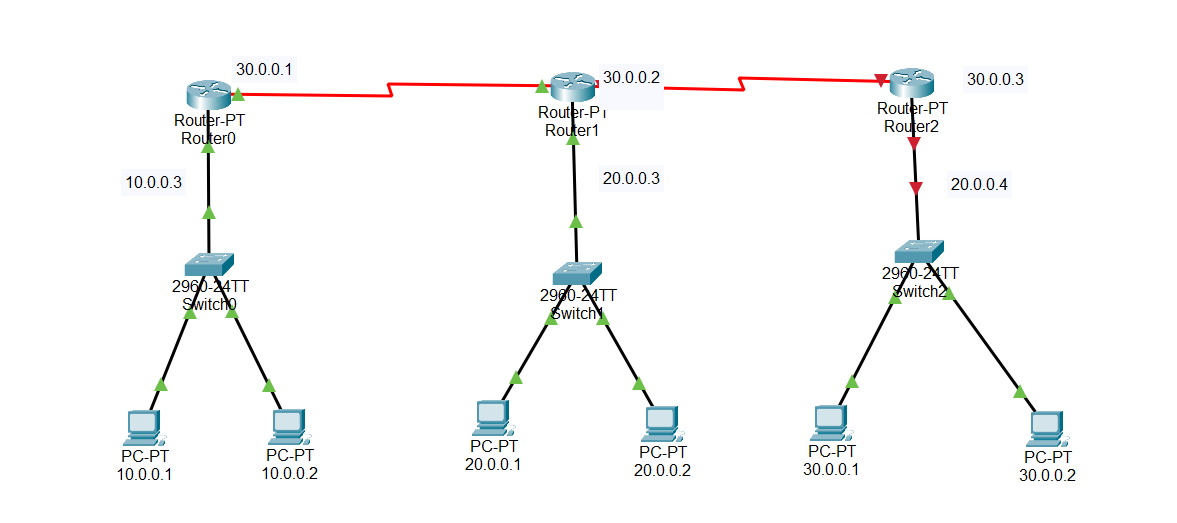 30.0.0.1
30.0.0.2
30.0.0.3
Router-PT
Router0
Router-PT
Router1
Router-PT
Router2
10.0.0.3
20.0.0.3
20.0.0.4
2960-24TT
Switch0
2960-24TT
Switch1
2960-24TT
Switch2
PC-PT
10.0.0.1
PC-PT
10.0.0.2
PC-PT
20.0.0.1
PC-PT
20.0.0.2
PC-PT
30.0.0.1
PC-PT
30.0.0.2